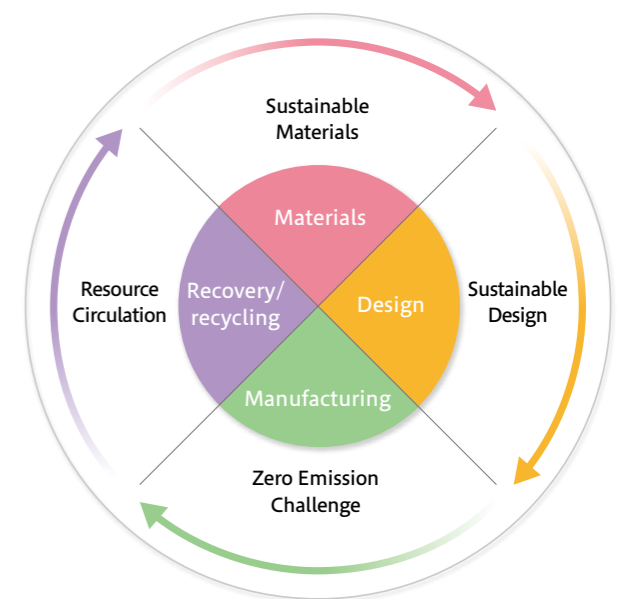 Sustainable
Materials
Materials
Resource
Circulation
Recovery/
recycling
Design
Sustainable
Design
Manufacturing
Zero Emission
Challenge